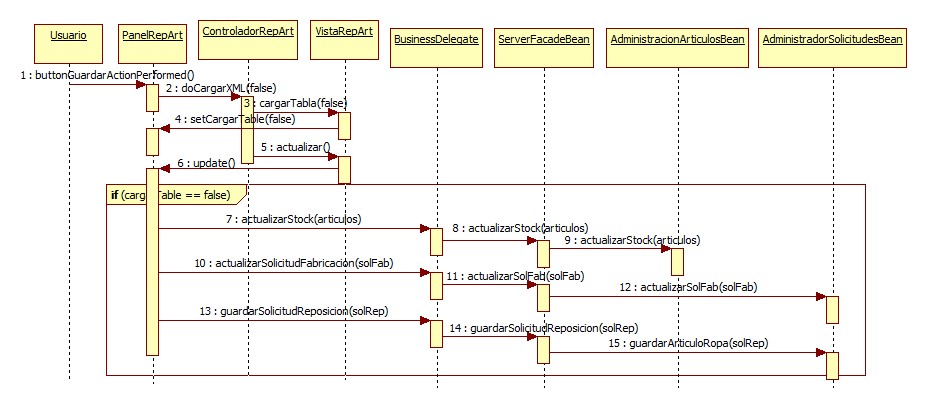 Usuario
PanelRepArt
ControladorRepArt
VistaRepArt
BusinessDelegate
ServerFacadeBean
AdministracionArticulosBean
AdministradorSolicitudesBean
1 : buttonGuardarActionPerformed()
2 : doCargarXML(false)
3 : cargarTabla(false)
4 : setCargarTable(false)
5 : actualizar()
6 : update()
if (cargarTable == false)
7 : actualizarStock(articulos)
8 : actualizarStock(articulos)
9 : actualizarStock(articulos)
10 : actualizarSolicitudFabricacion(solFab)
11 : actualizarSolFab(solFab)
12 : actualizarSolFab(solFab)
13 : guardarSolicitudReposicion(solRep)
14 : guardarSolicitudReposicion(solRep)
15 : guardarArticuloRopa(solRep)